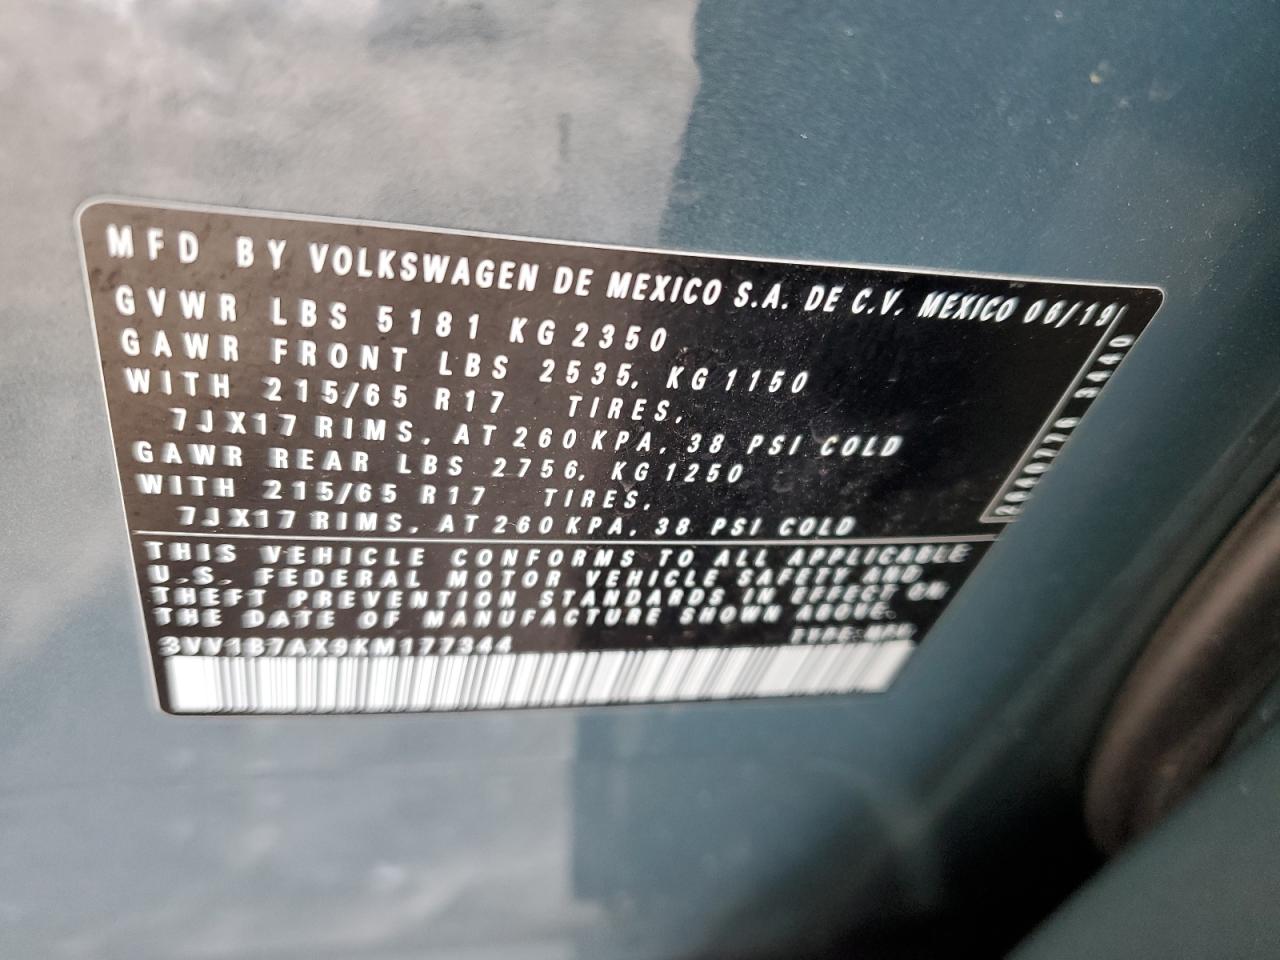 MFD BY VOLKSWAGEN DE MEXICO S.A. DE C.V. MEXICO 06/19
GVWR LBS 5181 KG 2350
GAWR FRONT LBS 2535, KG 1150
WITH 215/65 R17 TIRES,
7JX17 RIMS, AT 260 KPA, 38 PSI COLD
GAWR REAR LBS 2756, KG 1250
WITH 215/65 R17 TIRES,
7JX17 RIMS, AT 260 KPA, 38 PSI COLD
THIS VEHICLE CONFORMS TO ALL APPLICABLE
U.S. FEDERAL MOTOR VEHICLE SAFETY AND
THEFT PREVENTION STANDARDS IN EFFECT ON
THE DATE OF MANUFACTURE SHOWN ABOVE.
3VV1B7AX9KM177344 TYPE: MPV
3440